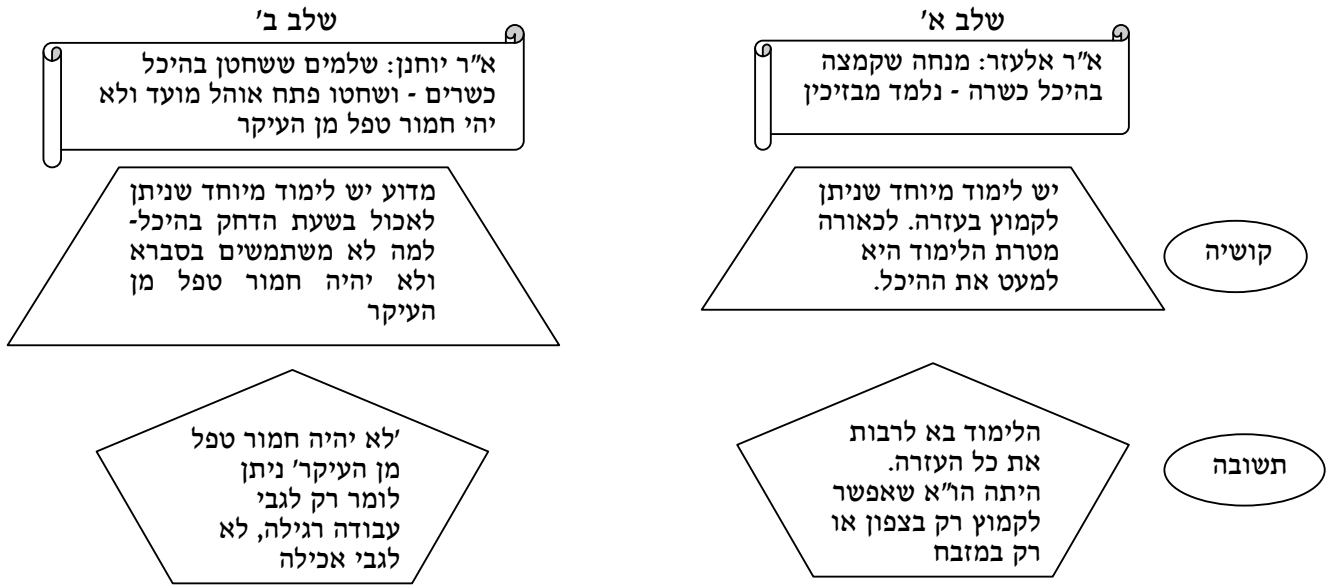 שלב א'
א"ר אלעזר: מנחה שקמצה
בהיכל כשרה - נלמד מבזיכין
קושיה
יש לימוד מיוחד שניתן
לקמוץ בעזרה. לכאורה
מטרת הלימוד היא
למעט את ההיכל.
תשובה
הלימוד בא לרבות
את כל העזרה.
היתה הו"א שאפשר
לקמוץ רק בצפון או
רק במזבח
שלב ב'
א"ר יוחנן: שלמים ששחטן בהיכל
כשרים - ושחטו פתח אוהל מועד ולא
יהי חמור טפל מן העיקר
מדוע יש לימוד מיוחד שניתן
לאכול בשעת הדחק בהיכל-
למה לא משתמשים בסברא
ולא יהיה חמור טפל מן
העיקר
'לא יהיה חמור טפל
מן העיקר' ניתן
לומר רק לגבי
עבודה רגילה, לא
לגבי אכילה